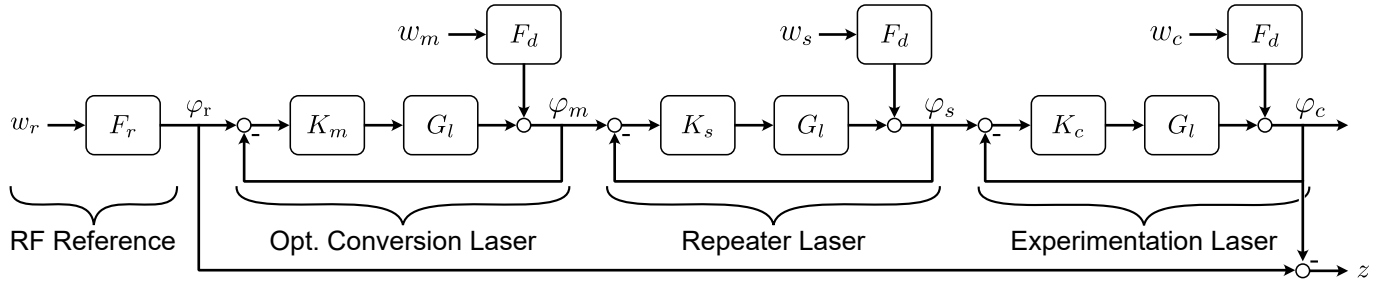 w_m F_d w_s F_d w_c F_d
w_r F_r φ_r - K_m G_l φ_m - K_s G_l φ_s - K_c G_l φ_c
RF Reference Opt. Conversion Laser Repeater Laser Experimentation Laser
- z